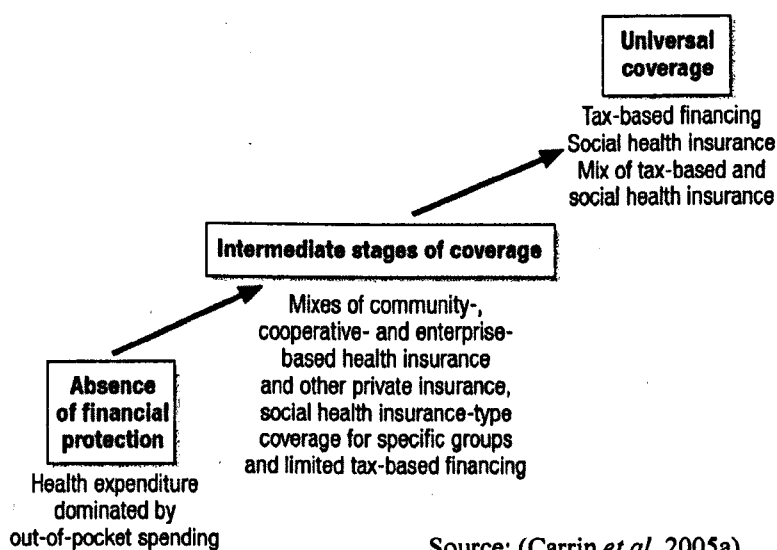 Universal
coverage
Tax-based financing
Social health insurance
Mix of tax-based and
social health insurance
Intermediate stages of coverage
Mixes of community-,
cooperative- and enterprise-
based health insurance
and other private insurance,
social health insurance-type
coverage for specific groups
and limited tax-based financing
Absence
of financial
protection
Health expenditure
dominated by
out-of-pocket spending
Source: (Carrin et al. 2005a)